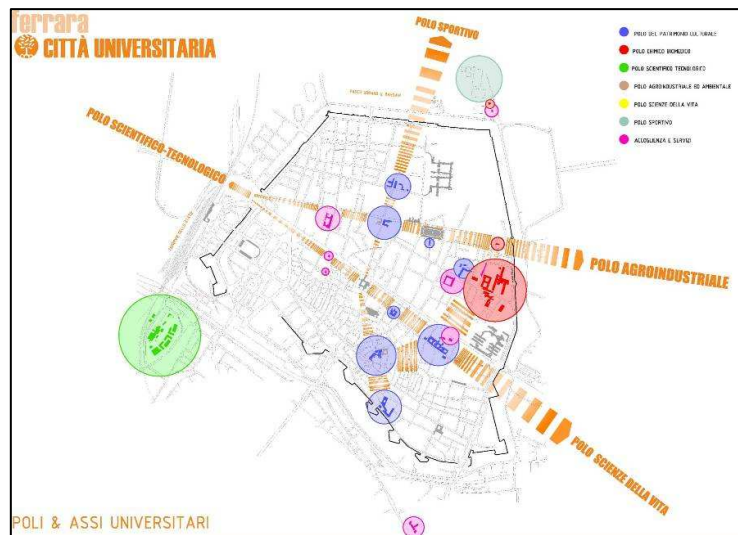 ferrara
CITTÀ UNIVERSITARIA
POLO SPORTIVO
POLO DEL PATRIMONIO CULTURALE
POLO CHIMICO BIOMEDICO
POLO SCIENTIFICO TECNOLOGICO
POLO AGROINDUSTRIALE ED AMBIENTALE
POLO SCIENZE DELLA VITA
POLO SPORTIVO
ACCOGLIENZA E SERVIZI
POLO SCIENTIFICO-TECNOLOGICO
POLO AGROINDUSTRIALE
POLO SCIENZE DELLA VITA
POLI & ASSI UNIVERSITARI